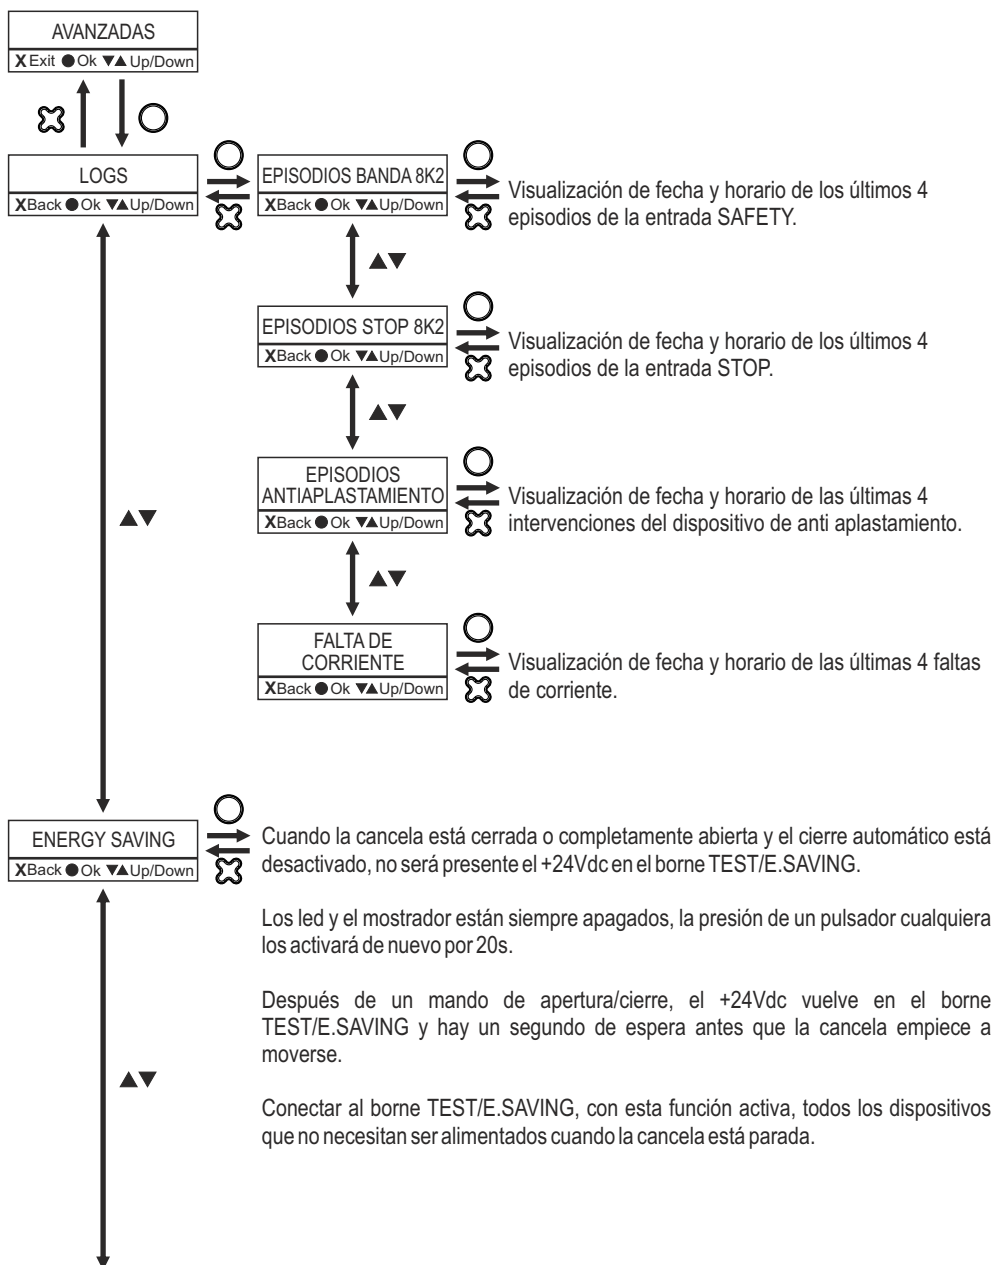 AVANZADAS
X Exit ● Ok ▼▲ Up/Down
LOGS
XBack ● Ok ▼▲Up/Down
EPISODIOS BANDA 8K2
XBack ● Ok ▼▲Up/Down
Visualización de fecha y horario de los últimos 4
episodios de la entrada SAFETY.
▲▼
EPISODIOS STOP 8K2
XBack ● Ok ▼▲Up/Down
Visualización de fecha y horario de los últimos 4
episodios de la entrada STOP.
▲▼
EPISODIOS
ANTIAPLASTAMIENTO
XBack ● Ok ▼▲Up/Down
Visualización de fecha y horario de las últimas 4
intervenciones del dispositivo de anti aplastamiento.
▲▼
▲▼
FALTA DE
CORRIENTE
XBack ● Ok ▼▲Up/Down
Visualización de fecha y horario de las últimas 4 faltas
de corriente.
ENERGY SAVING
XBack ● Ok ▼▲Up/Down
Cuando la cancela está cerrada o completamente abierta y el cierre automático está
desactivado, no será presente el +24Vdc en el borne TEST/E.SAVING.
Los led y el mostrador están siempre apagados, la presión de un pulsador cualquiera
los activará de nuevo por 20s.
Después de un mando de apertura/cierre, el +24Vdc vuelve en el borne
TEST/E.SAVING y hay un segundo de espera antes que la cancela empiece a
moverse.
▲▼
Conectar al borne TEST/E.SAVING, con esta función activa, todos los dispositivos
que no necesitan ser alimentados cuando la cancela está parada.